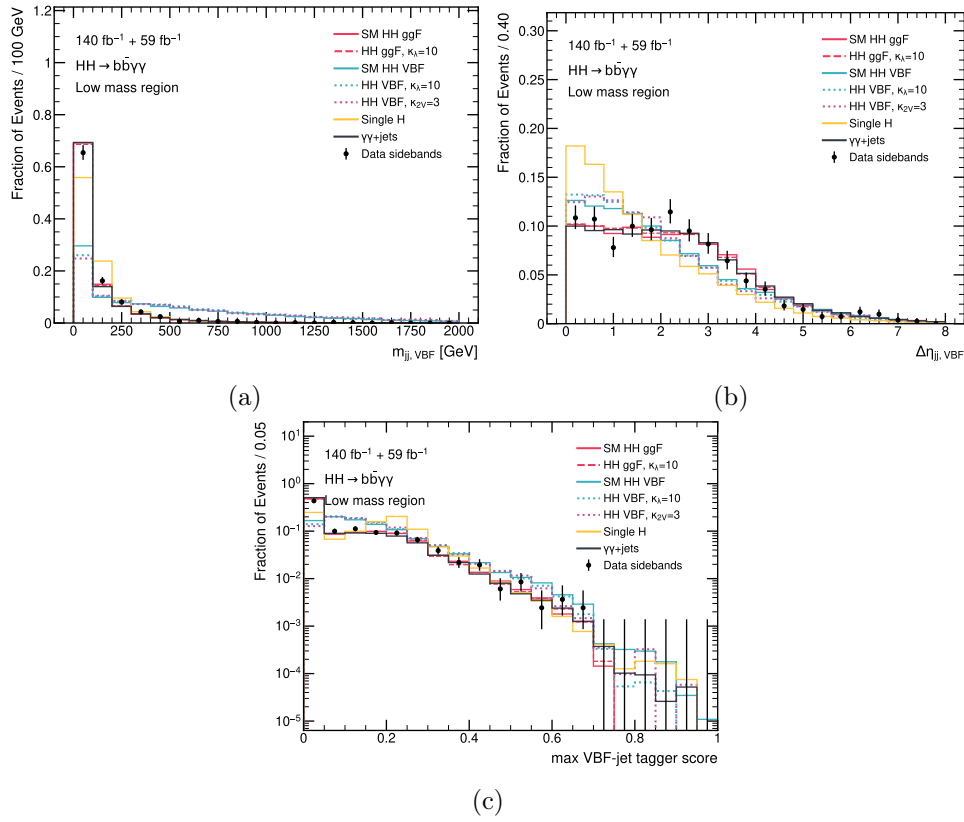 Fraction of Events / 100 GeV
1.2
1.0
0.8
0.6
0.4
0.2
0.0
140 fb⁻¹ + 59 fb⁻¹
HH → bb̄γγ
Low mass region
SM HH ggF
HH ggF, κλ=10
SM HH VBF
HH VBF, κλ=10
HH VBF, κ2V=3
Single H
γγ+jets
Data sidebands
0 250 500 750 1000 1250 1500 1750 2000
mjj, VBF [GeV]
(a)
Fraction of Events / 0.40
0.30
0.25
0.20
0.15
0.10
0.05
0.00
140 fb⁻¹ + 59 fb⁻¹
HH → bb̄γγ
Low mass region
SM HH ggF
HH ggF, κλ=10
SM HH VBF
HH VBF, κλ=10
HH VBF, κ2V=3
Single H
γγ+jets
Data sidebands
0 1 2 3 4 5 6 7 8
Δηjj, VBF
(b)
Fraction of Events / 0.05
10¹
10⁰
10⁻¹
10⁻²
10⁻³
10⁻⁴
10⁻⁵
140 fb⁻¹ + 59 fb⁻¹
HH → bb̄γγ
Low mass region
SM HH ggF
HH ggF, κλ=10
SM HH VBF
HH VBF, κλ=10
HH VBF, κ2V=3
Single H
γγ+jets
Data sidebands
0 0.2 0.4 0.6 0.8 1
max VBF-jet tagger score
(c)